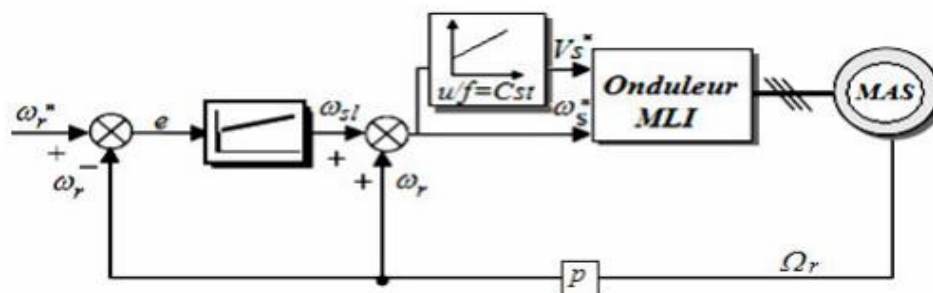 Vs*
u/f=Cst
Onduleur
MLI
MAS
ωr*
e
ωsl
ωs*
+
+
−
ωr
+
ωr
p
Ωr